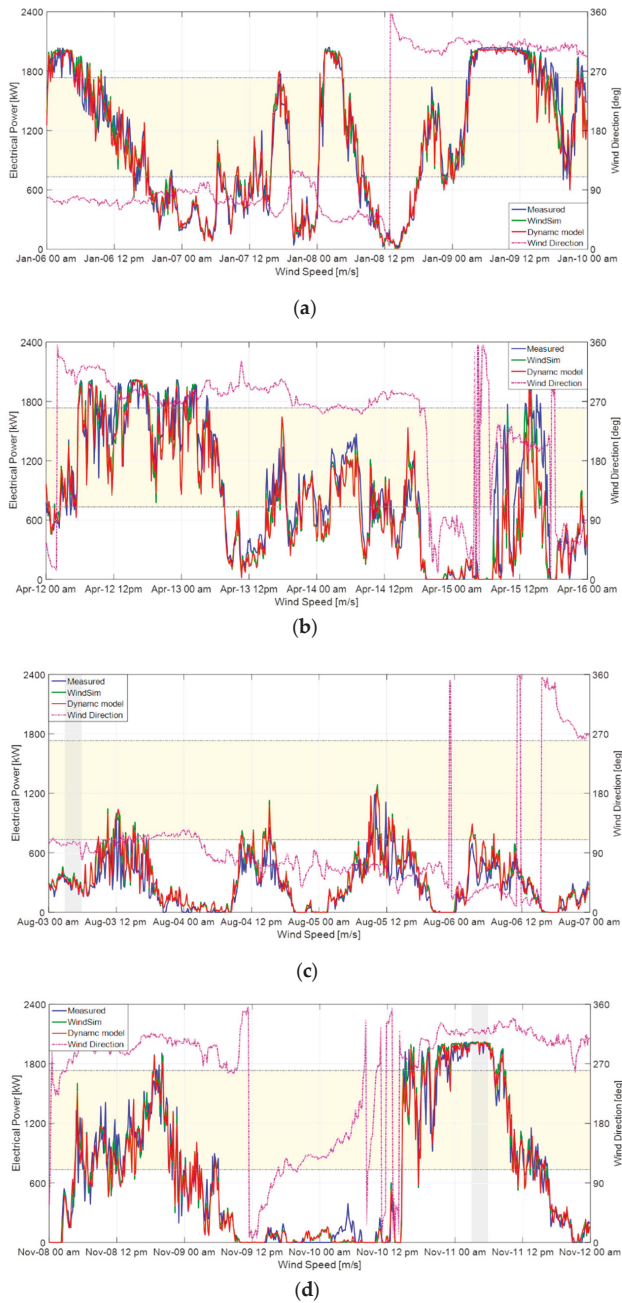 2400
1800
1200
600
0
Electrical Power [kW]
360
270
180
90
0
Wind Direction [deg]
Measured
WindSim
Dynamc model
Wind Direction
Jan-06 00 am Jan-06 12 pm Jan-07 00 am Jan-07 12 pm Jan-08 00 am Jan-08 12 pm Jan-09 00 am Jan-09 12 pm Jan-10 00 am
Wind Speed [m/s]
(a)
2400
1800
1200
600
0
Electrical Power [kW]
360
270
180
90
0
Wind Direction [deg]
Measured
WindSim
Dynamc model
Wind Direction
Apr-12 00 am Apr-12 12 pm Apr-13 00 am Apr-13 12pm Apr-14 00 am Apr-14 12 pm Apr-15 00 am Apr-15 12pm Apr-16 00 am
Wind Speed [m/s]
(b)
2400
1800
1200
600
0
Electrical Power [kW]
360
270
180
90
0
Wind Direction [deg]
Measured
WindSim
Dynamc model
Wind Direction
Aug-03 00 am Aug-03 12 pm Aug-04 00 am Aug-04 12 pm Aug-05 00 am Aug-05 12 pm Aug-06 00 am Aug-06 12 pm Aug-07 00 am
Wind Speed [m/s]
(c)
2400
1800
1200
600
0
Electrical Power [kW]
360
270
180
90
0
Wind Direction [deg]
Measured
WindSim
Dynamc model
Wind Direction
Nov-08 00 am Nov-08 12 pm Nov-09 00 am Nov-09 12 pm Nov-10 00 am Nov-10 12 pm Nov-11 00 am Nov-11 12 pm Nov-12 00 am
Wind Speed [m/s]
(d)